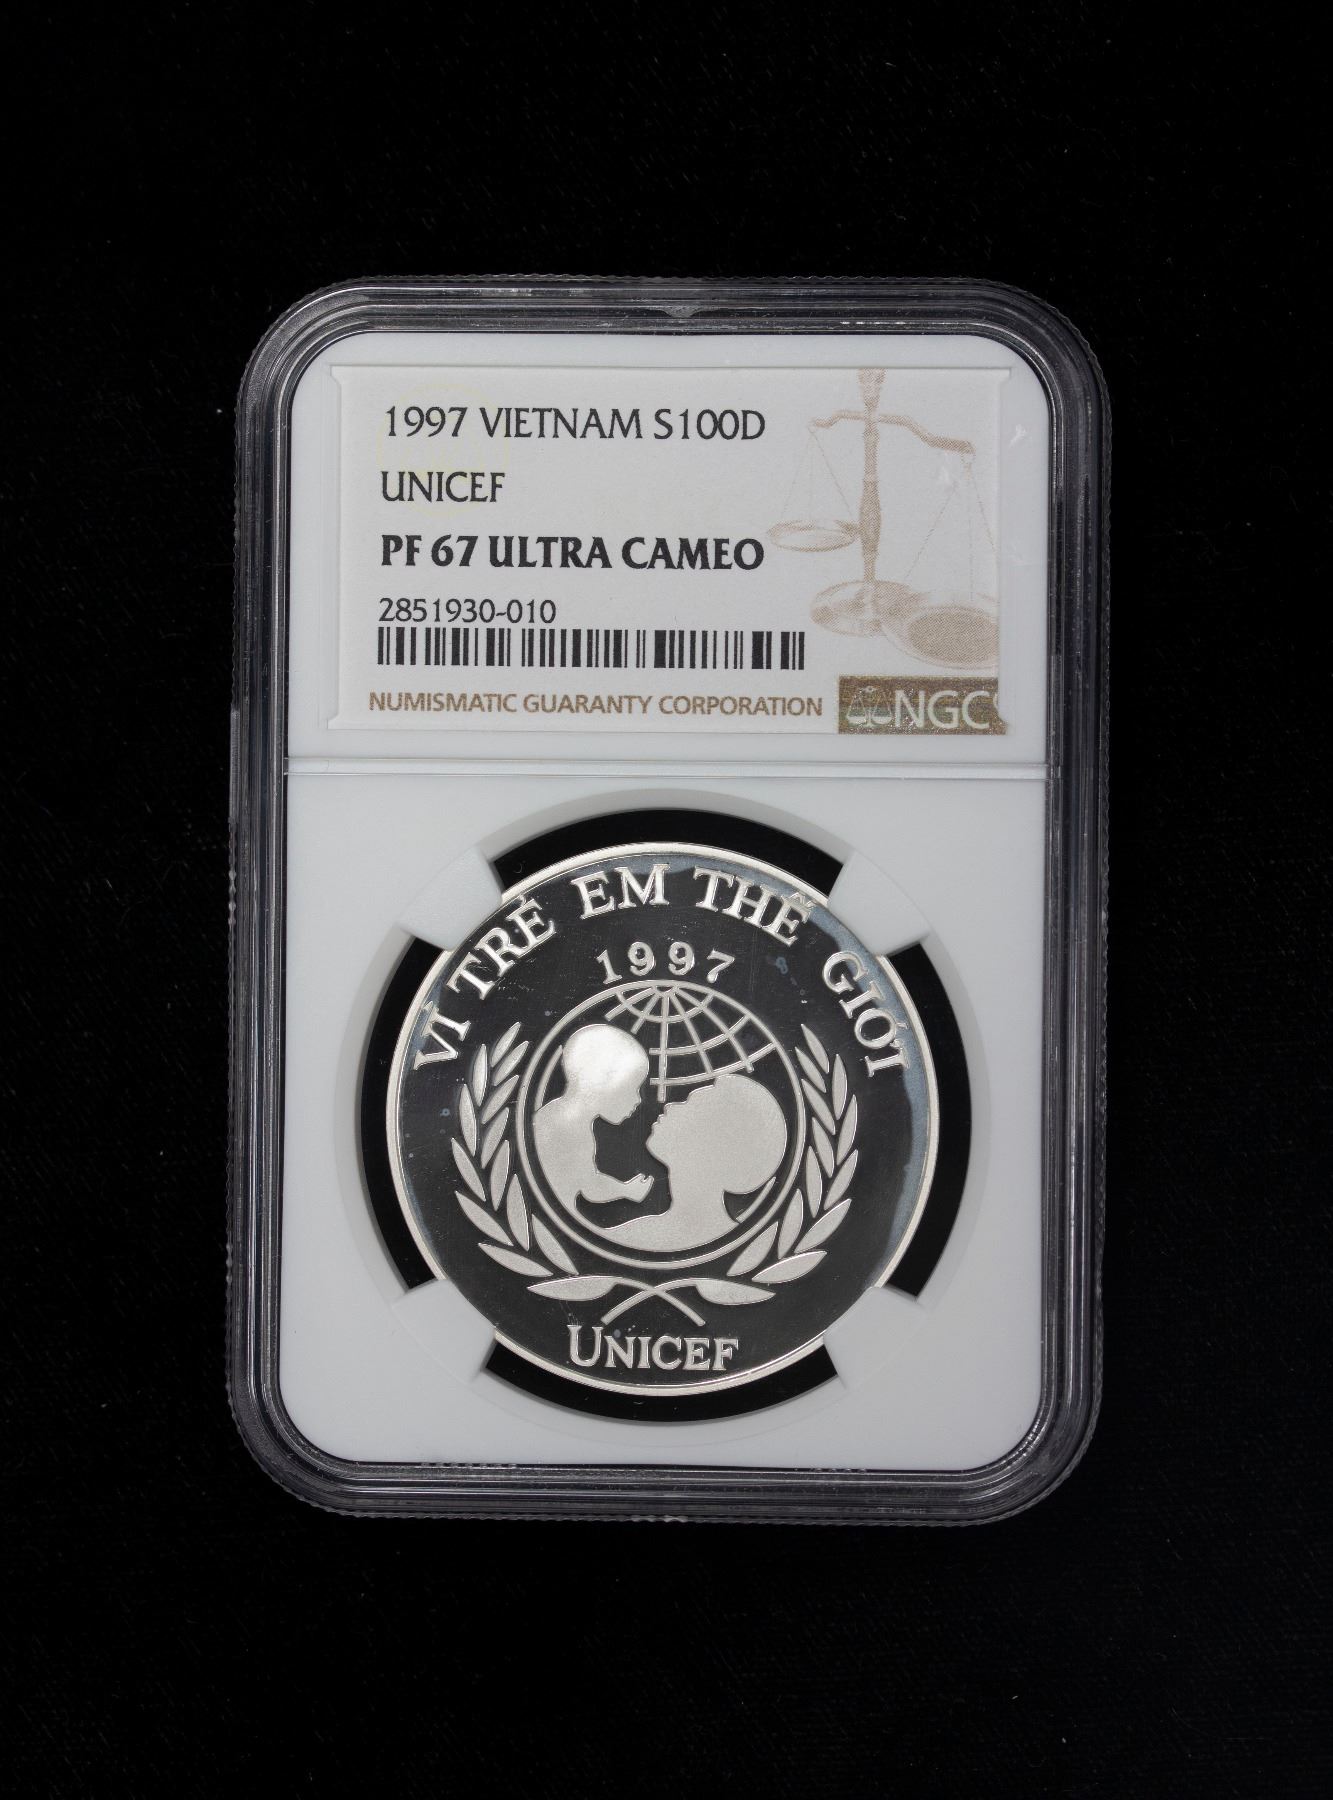 1997 VIETNAM S100D
UNICEF
PF 67 ULTRA CAMEO
2851930-010
NUMISMATIC GUARANTY CORPORATION
NGC
VÌ TRẺ EM THẾ GIỚI
1997
UNICEF